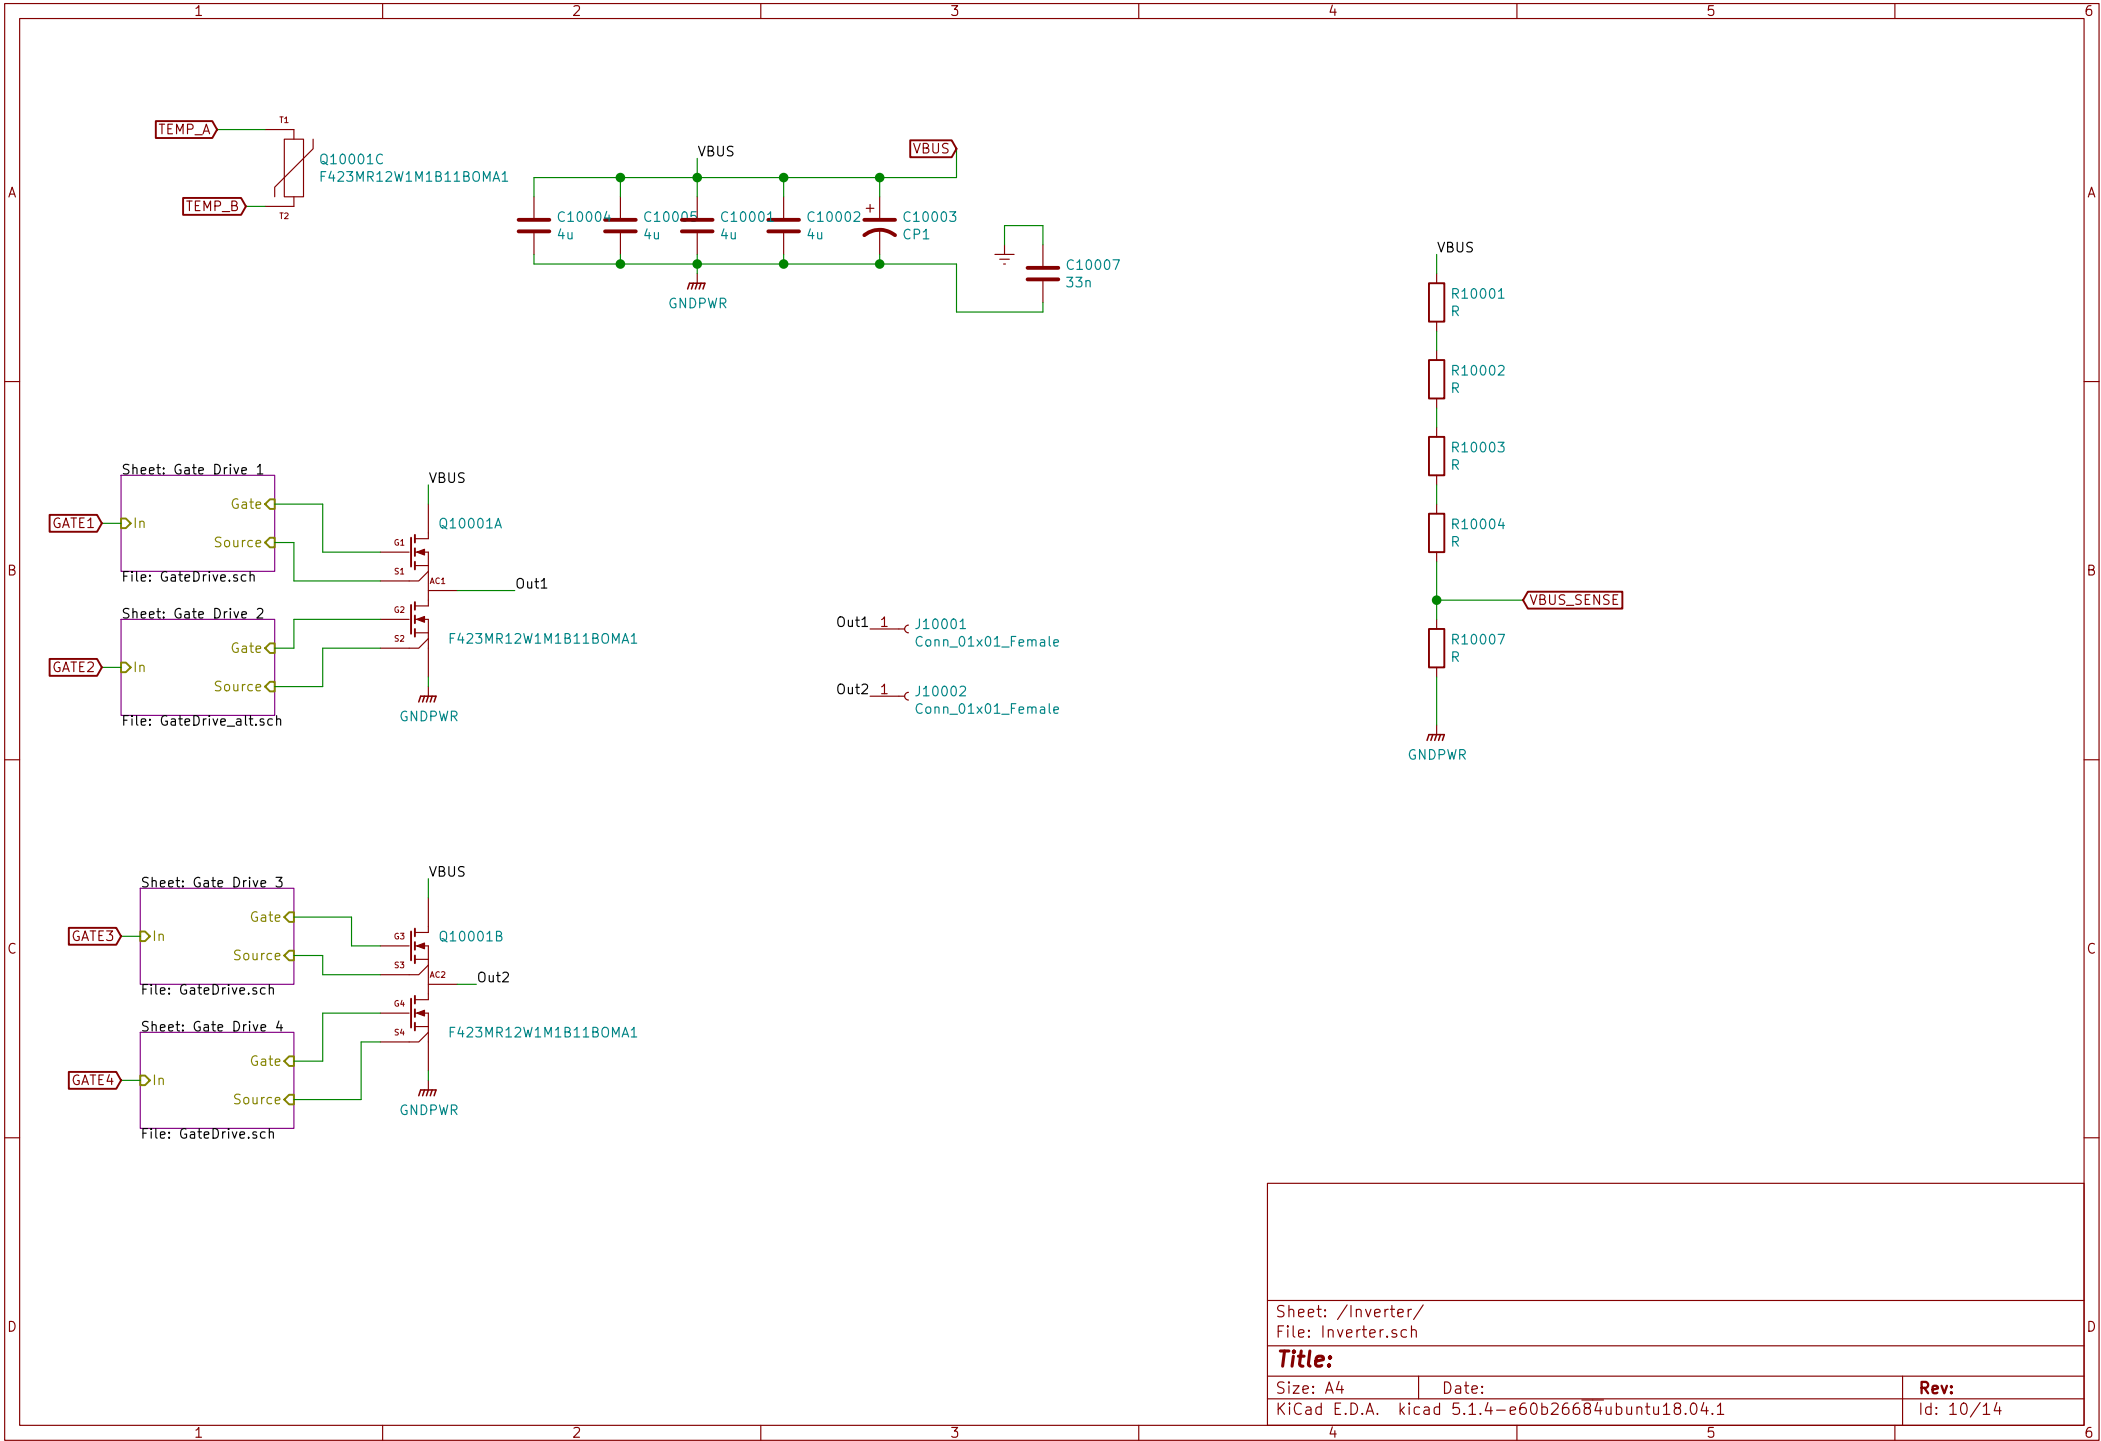 1 2 3 4 5 6
A A
B B
C C
D D
TEMP_A
T1
Q10001C
F423MR12W1M1B11BOMA1
TEMP_B
T2
VBUS
VBUS
C10004
4u
C10005
4u
C10001
4u
C10002
4u
+
C10003
CP1
GNDPWR
C10007
33n
VBUS
R10001
R
R10002
R
R10003
R
R10004
R
VBUS_SENSE
R10007
R
GNDPWR
Sheet: Gate Drive 1
GATE1
In
Gate
Source
File: GateDrive.sch
Sheet: Gate Drive 2
GATE2
In
Gate
Source
File: GateDrive_alt.sch
VBUS
Q10001A
G1
S1
AC1
Out1
G2
S2
F423MR12W1M1B11BOMA1
GNDPWR
Out1 1 J10001
Conn_01x01_Female
Out2 1 J10002
Conn_01x01_Female
Sheet: Gate Drive 3
GATE3
In
Gate
Source
File: GateDrive.sch
Sheet: Gate Drive 4
GATE4
In
Gate
Source
File: GateDrive.sch
VBUS
Q10001B
G3
S3
AC2
Out2
G4
S4
F423MR12W1M1B11BOMA1
GNDPWR
Sheet: /Inverter/
File: Inverter.sch
Title:
Size: A4 Date: Rev:
KiCad E.D.A. kicad 5.1.4-e60b26684ubuntu18.04.1 Id: 10/14
1 2 3 4 5 6